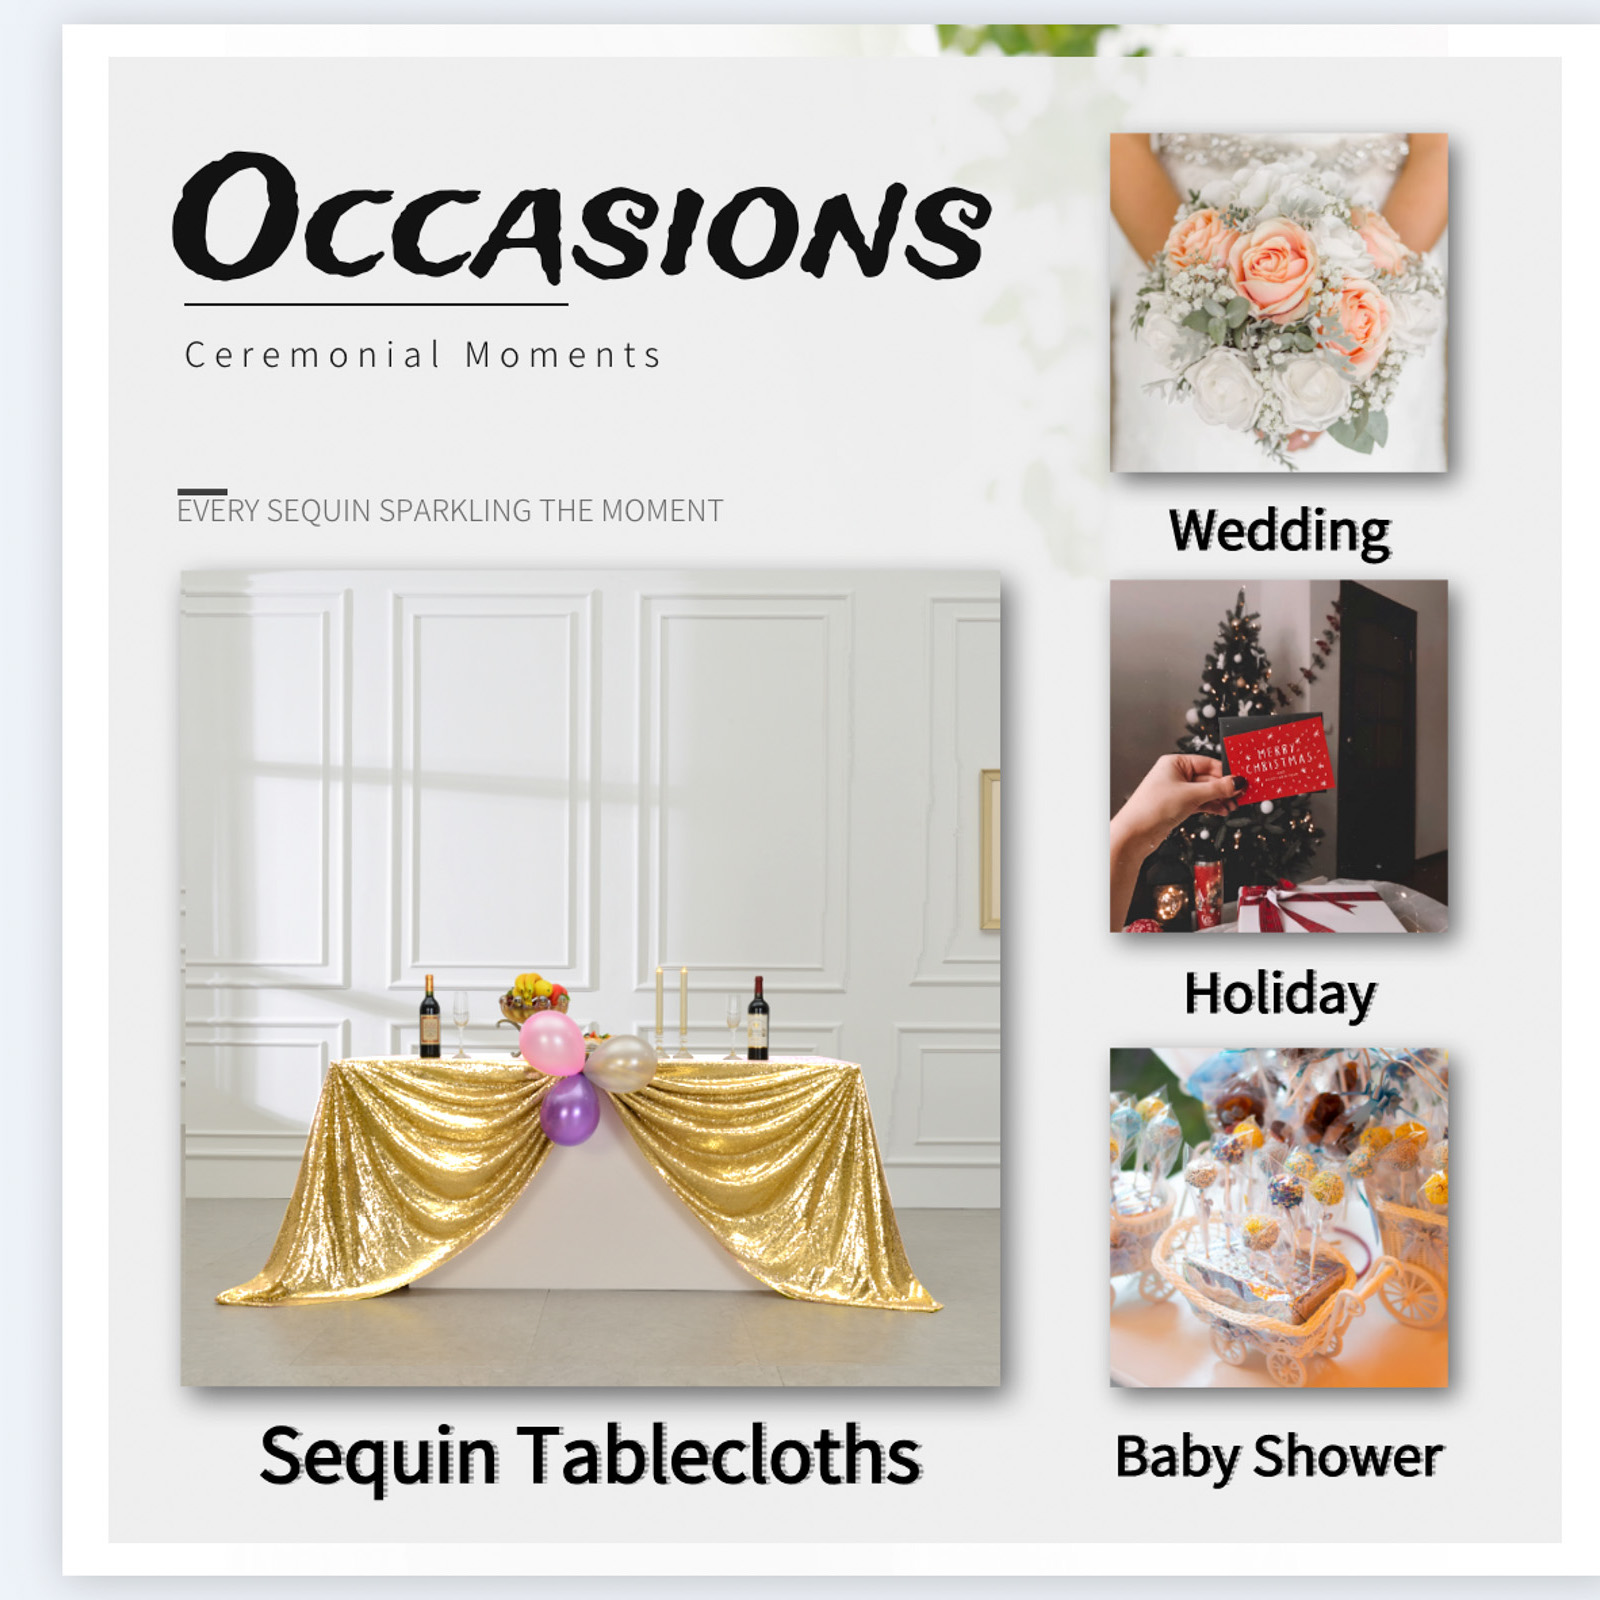 OCCASIONS
Ceremonial Moments
EVERY SEQUIN SPARKLING THE MOMENT
Wedding
MERRY
CHRISTMAS
Holiday
Sequin Tablecloths
Baby Shower